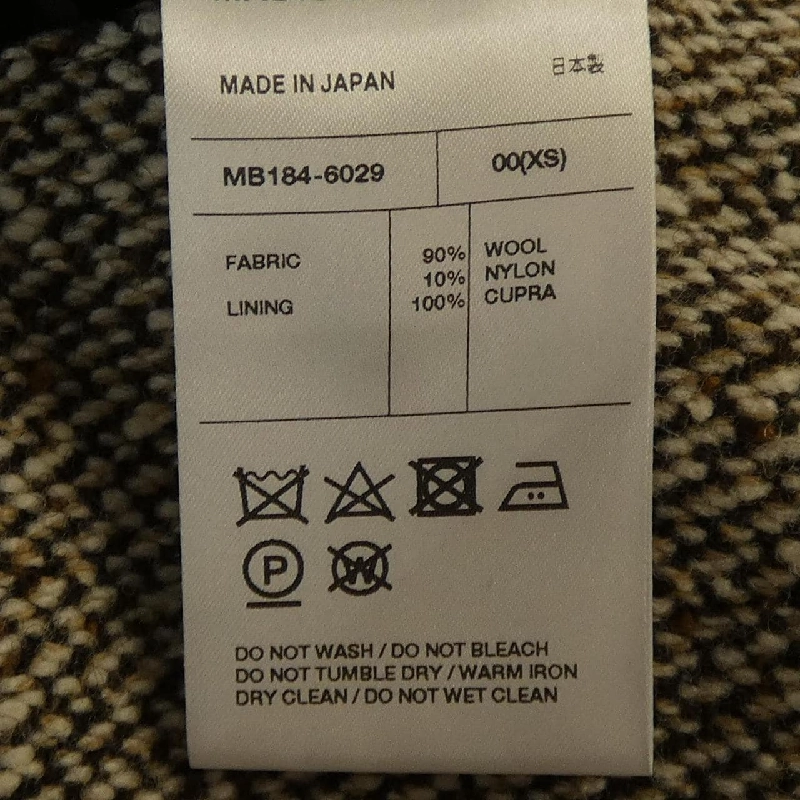 MADE IN JAPAN 日本製
MB184-6029 00(XS)
FABRIC 90% WOOL
10% NYLON
LINING 100% CUPRA
P W
DO NOT WASH / DO NOT BLEACH
DO NOT TUMBLE DRY / WARM IRON
DRY CLEAN / DO NOT WET CLEAN